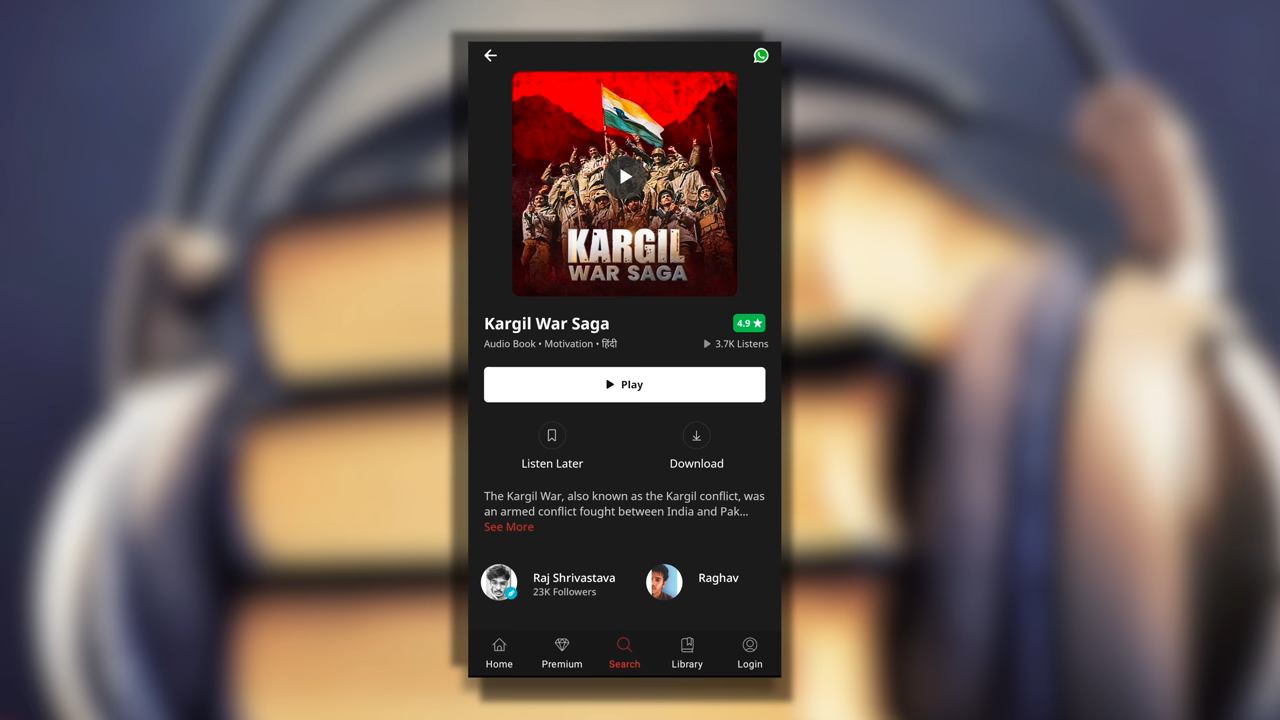 KARGIL
WAR SAGA
Kargil War Saga
4.9
Audio Book • Motivation • हिंदी
3.7K Listens
Play
Listen Later
Download
The Kargil War, also known as the Kargil conflict, was
an armed conflict fought between India and Pak...
See More
Raj Shrivastava
23K Followers
Raghav
Home
Premium
Search
Library
Login